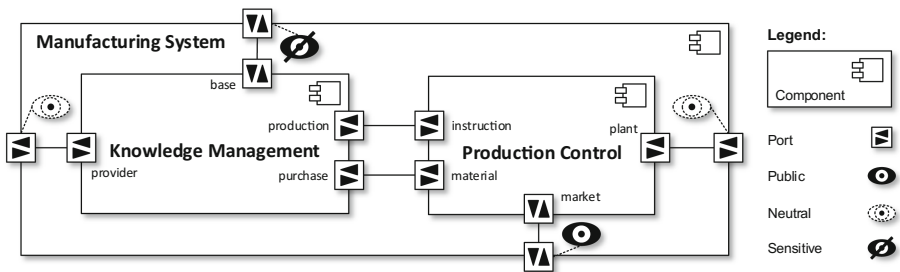 Manufacturing System
base
production
instruction
plant
Knowledge Management
Production Control
provider
purchase
material
market
Legend:
Component
Port
Public
Neutral
Sensitive